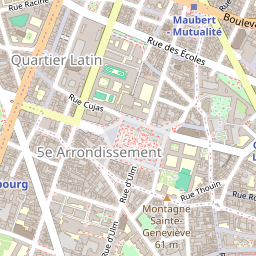 Rue Racine
Maubert
Mutualité
Boulevar
Rue des Écoles
Quartier Latin
Rue Cujas
5e Arrondissement
bourg
Rue d'Ulm
Rue Thouin
Rue d'Ulm
Montagne
Sainte-
Geneviève
61 m